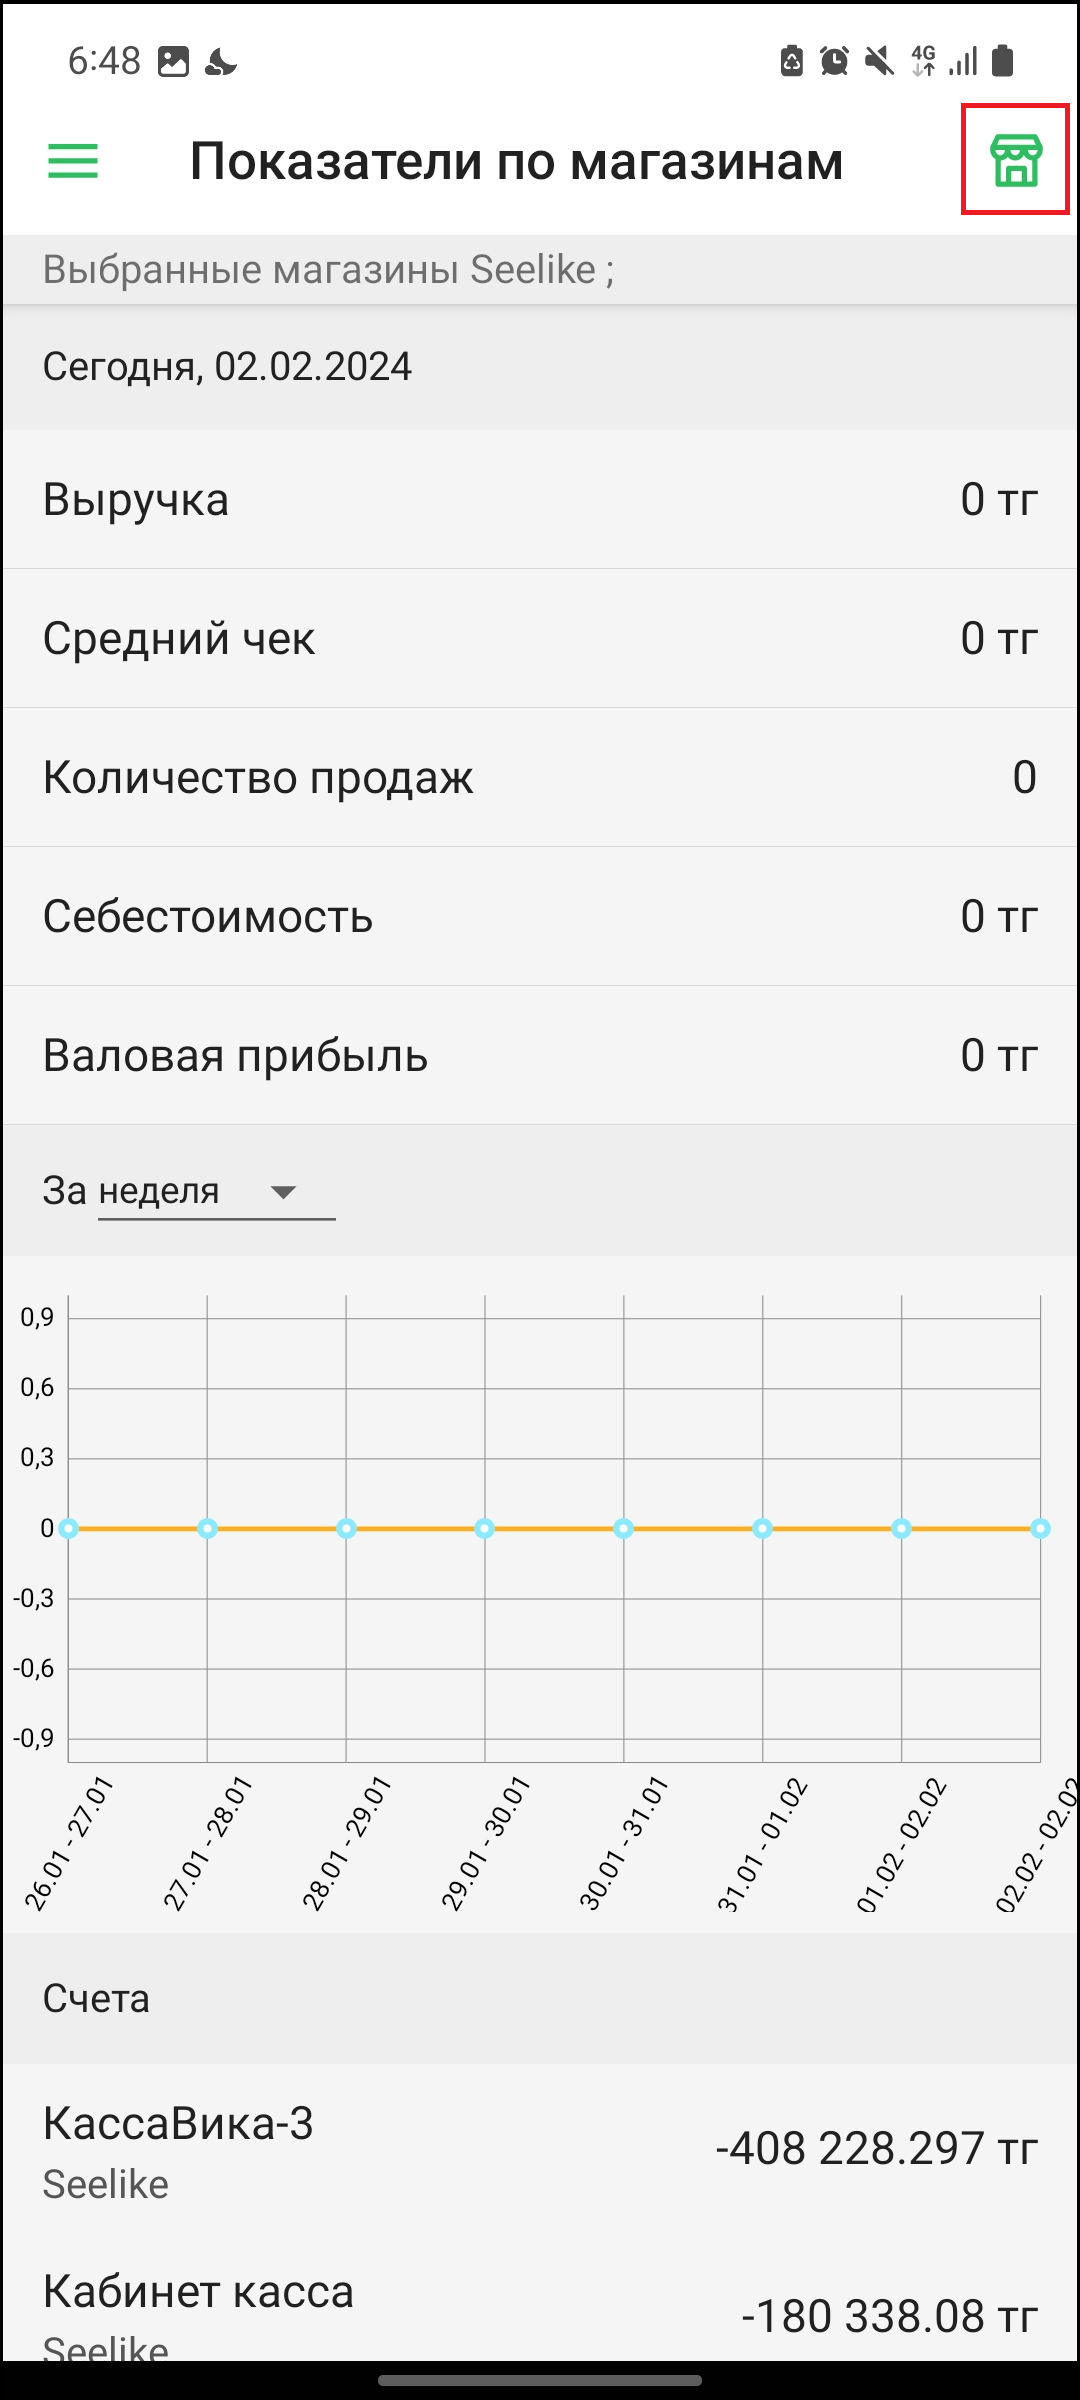 6:48
4G
Показатели по магазинам
Выбранные магазины Seelike ;
Сегодня, 02.02.2024
Выручка 0 тг
Средний чек 0 тг
Количество продаж 0
Себестоимость 0 тг
Валовая прибыль 0 тг
За неделя
0,9
0,6
0,3
0
-0,3
-0,6
-0,9
26.01 - 27.01
27.01 - 28.01
28.01 - 29.01
29.01 - 30.01
30.01 - 31.01
31.01 - 01.02
01.02 - 02.02
02.02 - 02.02
Счета
КассаВика-3
-408 228.297 тг
Seelike
Кабинет касса
-180 338.08 тг
Seelike